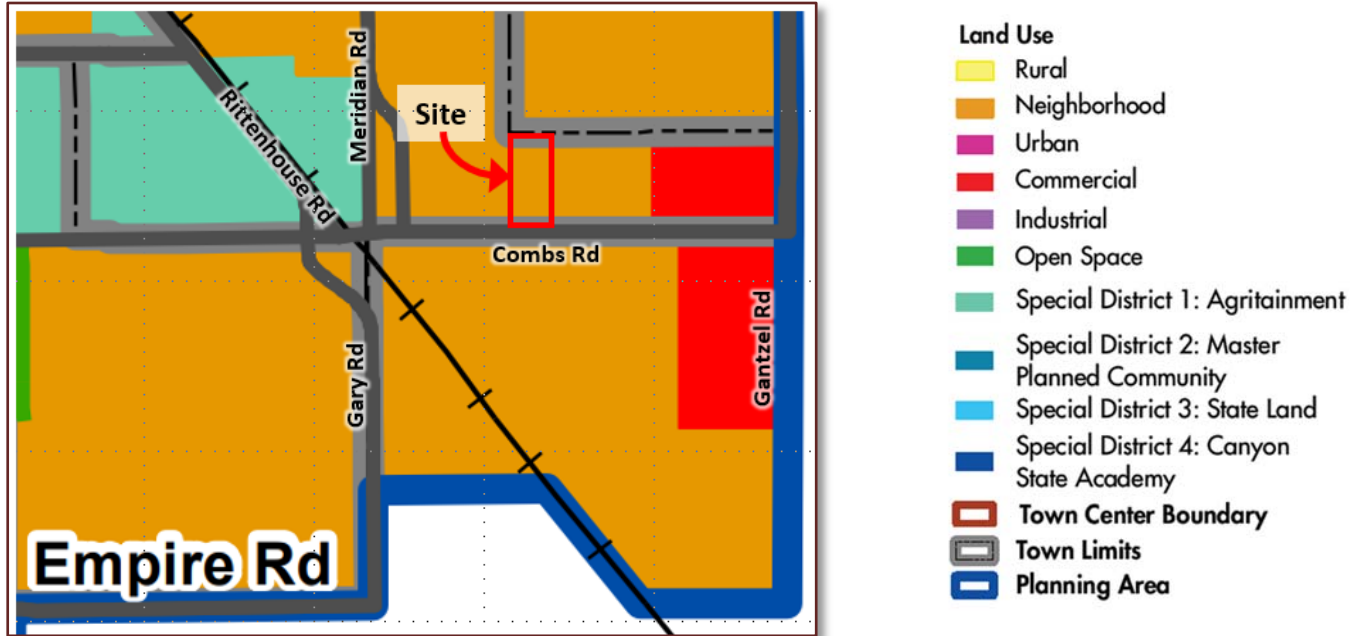 Meridian Rd
Site
Rittenhouse Rd
Combs Rd
Gary Rd
Gantzel Rd
Empire Rd
Land Use
Rural
Neighborhood
Urban
Commercial
Industrial
Open Space
Special District 1: Agritainment
Special District 2: Master
Planned Community
Special District 3: State Land
Special District 4: Canyon
State Academy
Town Center Boundary
Town Limits
Planning Area